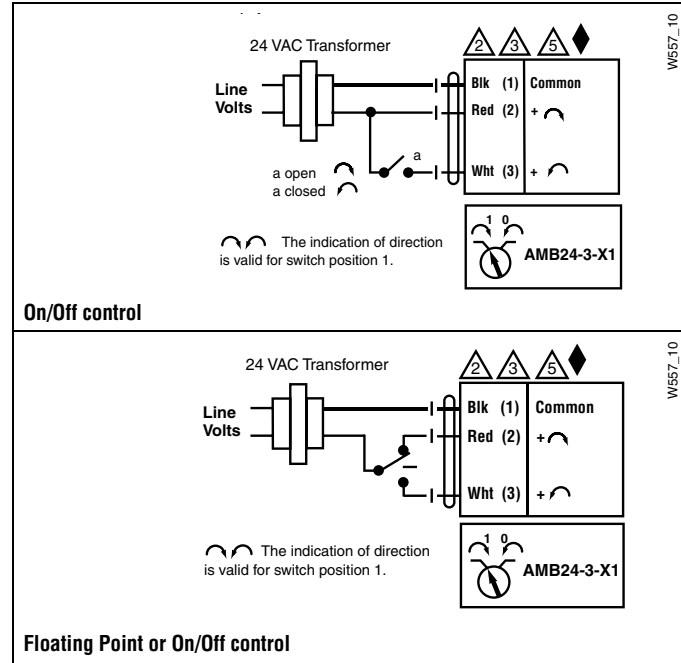 24 VAC Transformer
2 3 5
W557_10
Line
Volts
Blk (1) Common
Red (2) +
a
Wht (3) +
a open
a closed
1 0
AMB24-3-X1
The indication of direction
is valid for switch position 1.
On/Off control
24 VAC Transformer
2 3 5
W557_10
Line
Volts
Blk (1) Common
Red (2) +
Wht (3) +
1 0
AMB24-3-X1
The indication of direction
is valid for switch position 1.
Floating Point or On/Off control